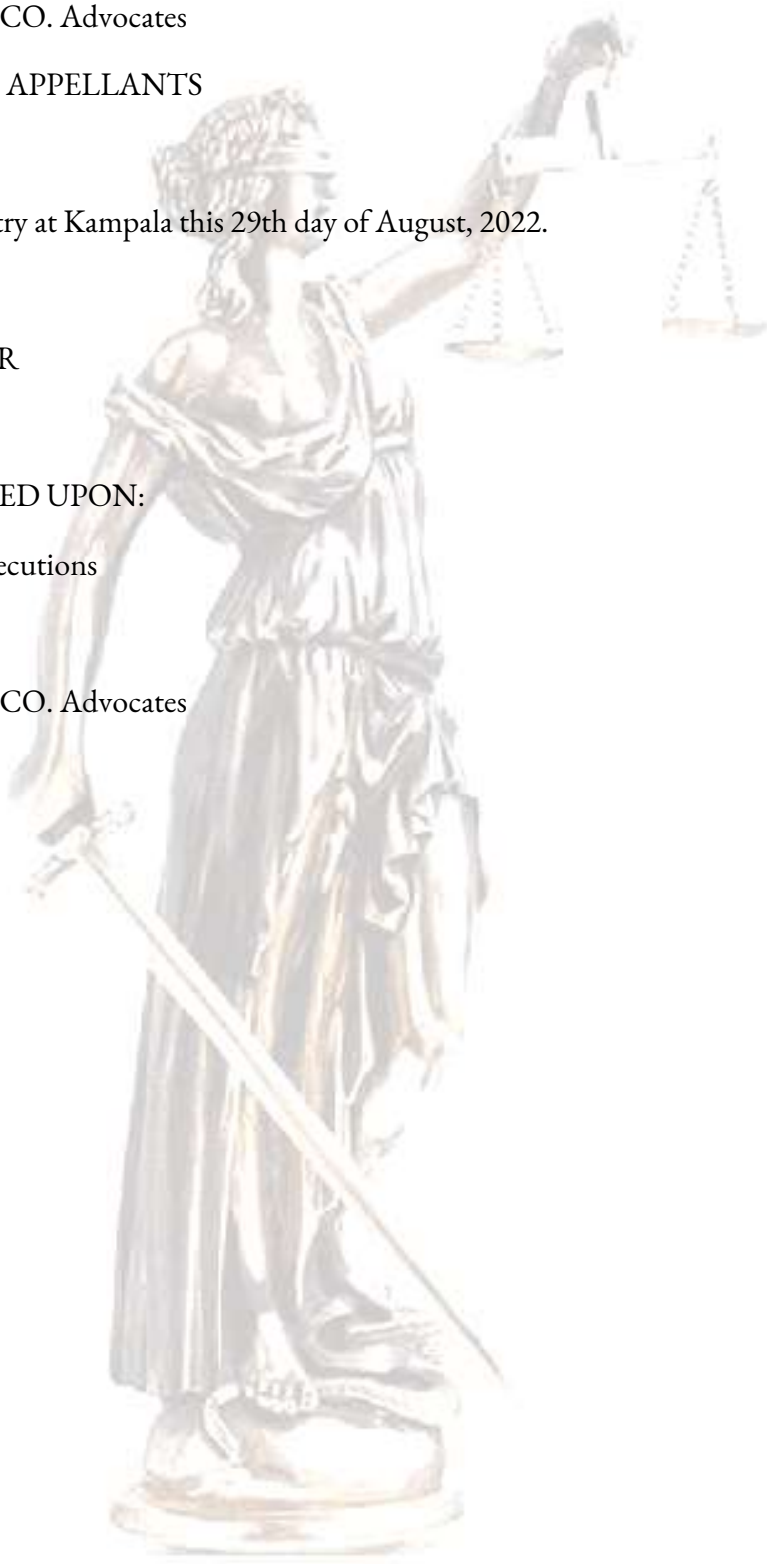 CO. Advocates
APPELLANTS
try at Kampala this 29th day of August, 2022.
R
ED UPON:
ecutions
CO. Advocates